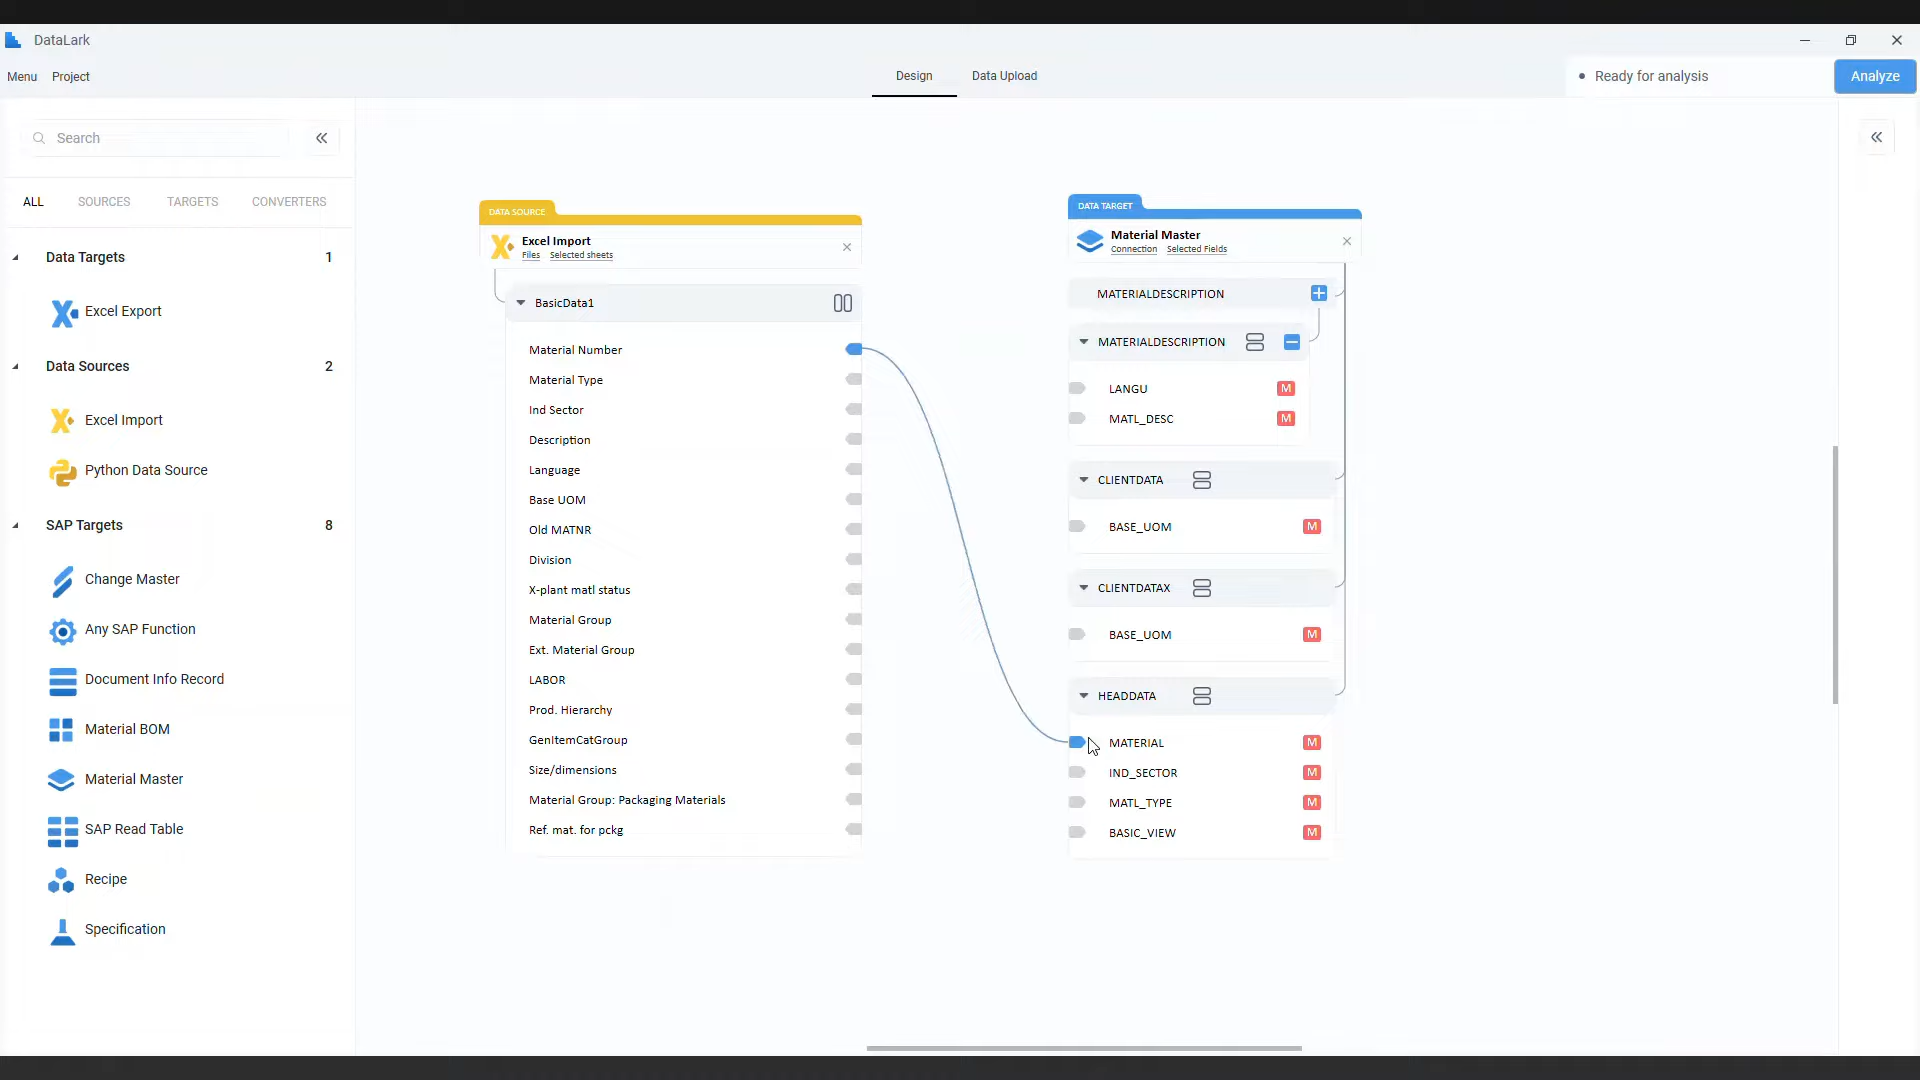 DataLark
Menu Project
Design Data Upload
Ready for analysis
Analyze
Search
ALL SOURCES TARGETS CONVERTERS
Data Targets 1
Excel Export
Data Sources 2
Excel Import
Python Data Source
SAP Targets 8
Change Master
Any SAP Function
Document Info Record
Material BOM
Material Master
SAP Read Table
Recipe
Specification
DATA SOURCE
Excel Import
Files Selected sheets
BasicData1
Material Number
Material Type
Ind Sector
Description
Language
Base UOM
Old MATNR
Division
X-plant matl status
Material Group
Ext. Material Group
LABOR
Prod. Hierarchy
GenItemCatGroup
Size/dimensions
Material Group: Packaging Materials
Ref. mat. for pckg
DATA TARGET
Material Master
Connection Selected Fields
MATERIALDESCRIPTION
MATERIALDESCRIPTION
LANGU M
MATL_DESC M
CLIENTDATA
BASE_UOM M
CLIENTDATAX
BASE_UOM M
HEADDATA
MATERIAL M
IND_SECTOR M
MATL_TYPE M
BASIC_VIEW M